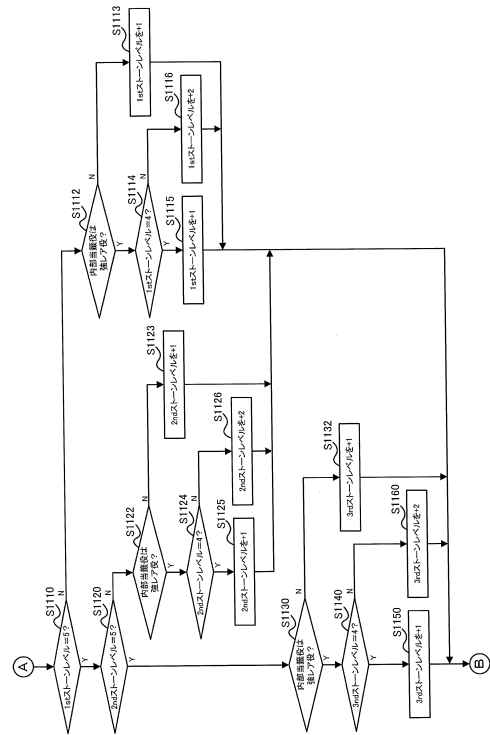 A
S1110
1stストーンレベル=5?
Y
N
S1112
内部当籤役は
強レア役?
Y
N
S1113
1stストーンレベルを+1
S1114
1stストーンレベル=4?
Y
N
S1115
1stストーンレベルを+1
S1116
1stストーンレベルを+2
S1120
2ndストーンレベル=5?
Y
N
S1122
内部当籤役は
強レア役?
Y
N
S1123
2ndストーンレベルを+1
S1124
2ndストーンレベル=4?
Y
N
S1125
2ndストーンレベルを+1
S1126
2ndストーンレベルを+2
S1130
内部当籤役は
強レア役?
Y
N
S1132
3rdストーンレベルを+1
S1140
3rdストーンレベル=4?
Y
N
S1150
3rdストーンレベルを+1
S1160
3rdストーンレベルを+2
B